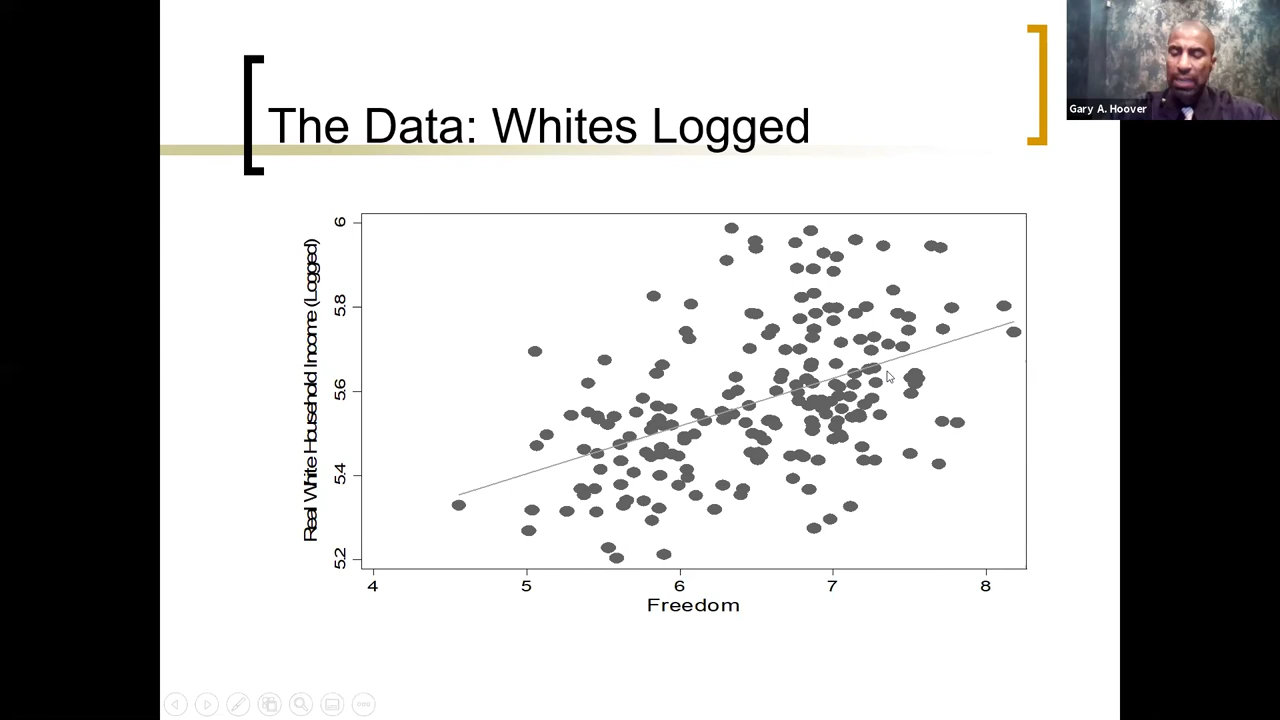 The Data: Whites Logged
Gary A. Hoover
Real White Household Income (Logged)
6
5.8
5.6
5.4
5.2
4 5 6 7 8
Freedom